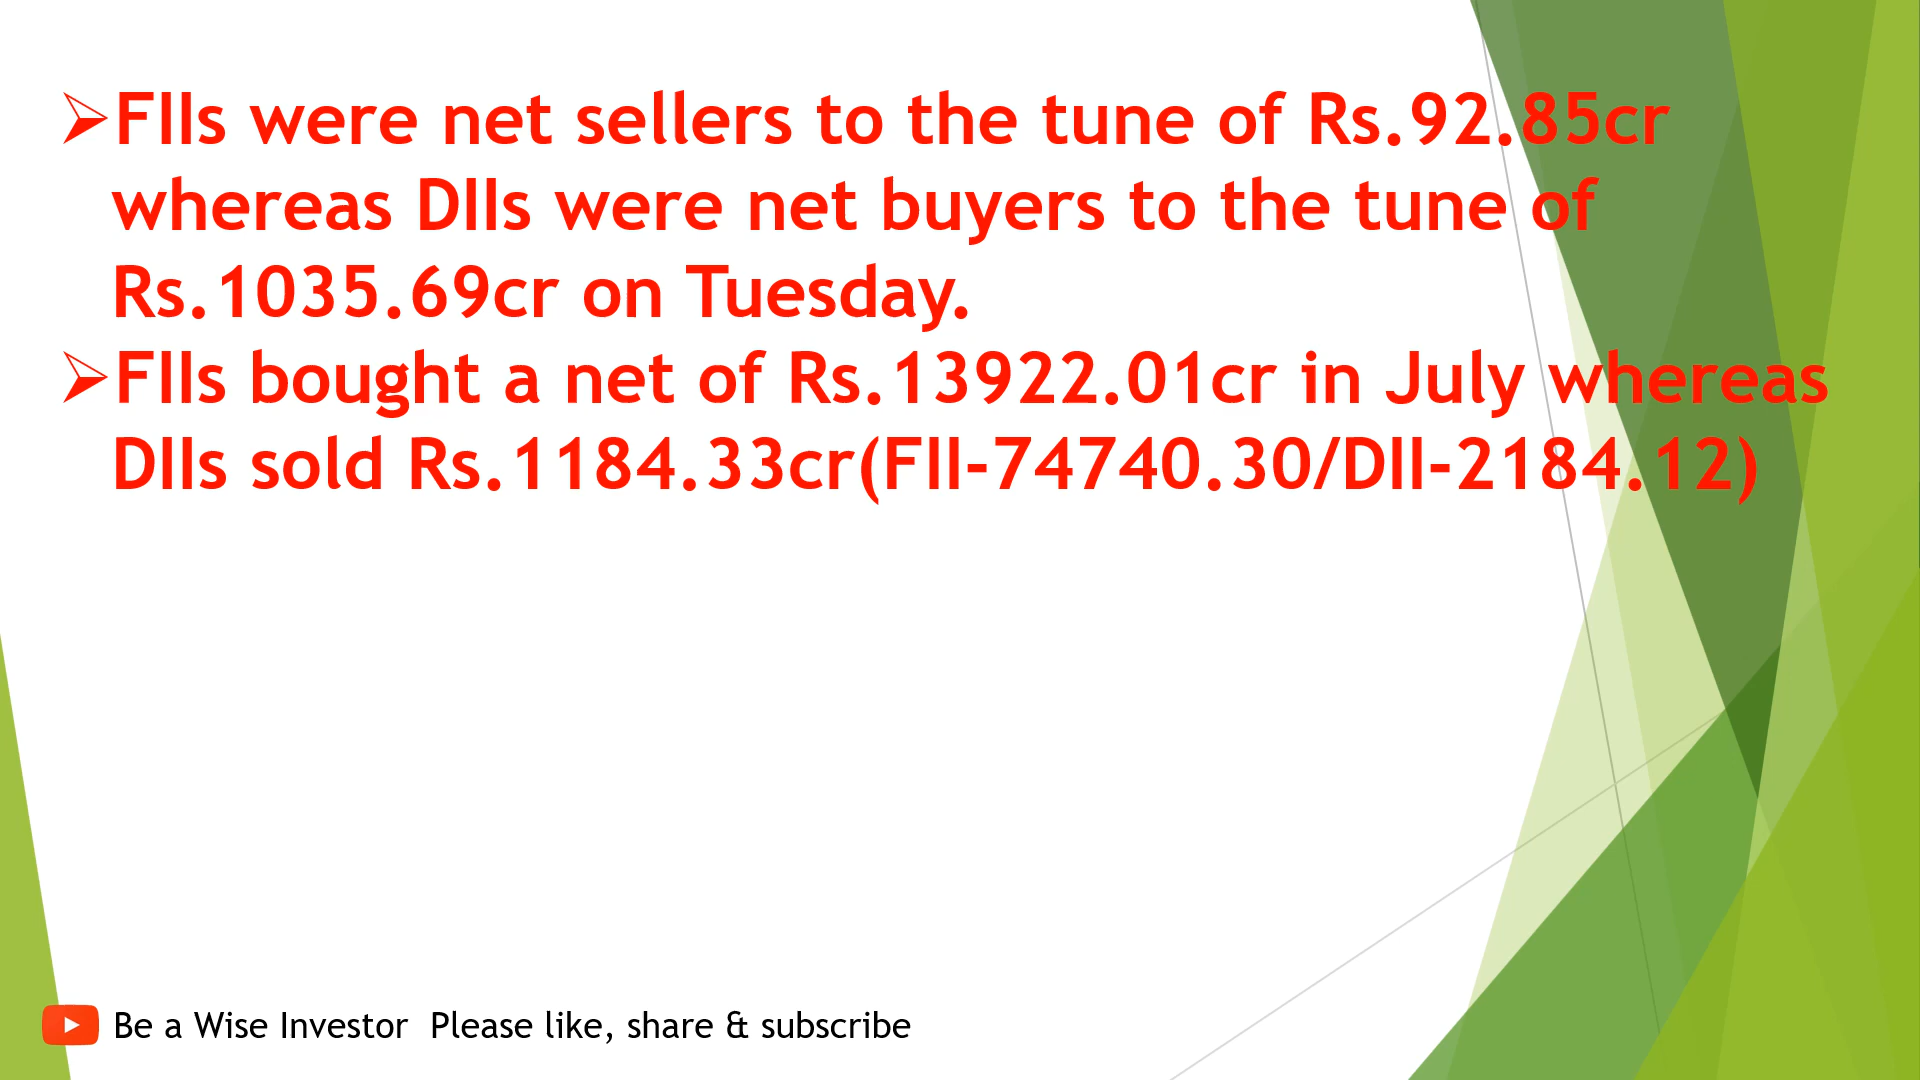 ➢FIIs were net sellers to the tune of Rs.92.85cr
whereas DIIs were net buyers to the tune of
Rs.1035.69cr on Tuesday.
➢FIIs bought a net of Rs.13922.01cr in July whereas
DIIs sold Rs.1184.33cr(FII-74740.30/DII-2184.12)
Be a Wise Investor  Please like, share & subscribe